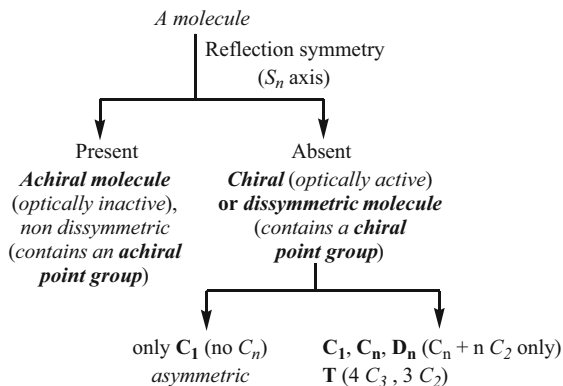 A molecule
Reflection symmetry
(Sn axis)
Present
Achiral molecule
(optically inactive),
non dissymmetric
(contains an achiral
point group)
Absent
Chiral (optically active)
or dissymmetric molecule
(contains a chiral
point group)
only C1 (no Cn)
asymmetric
C1, Cn, Dn (Cn + n C2 only)
T (4 C3 , 3 C2)